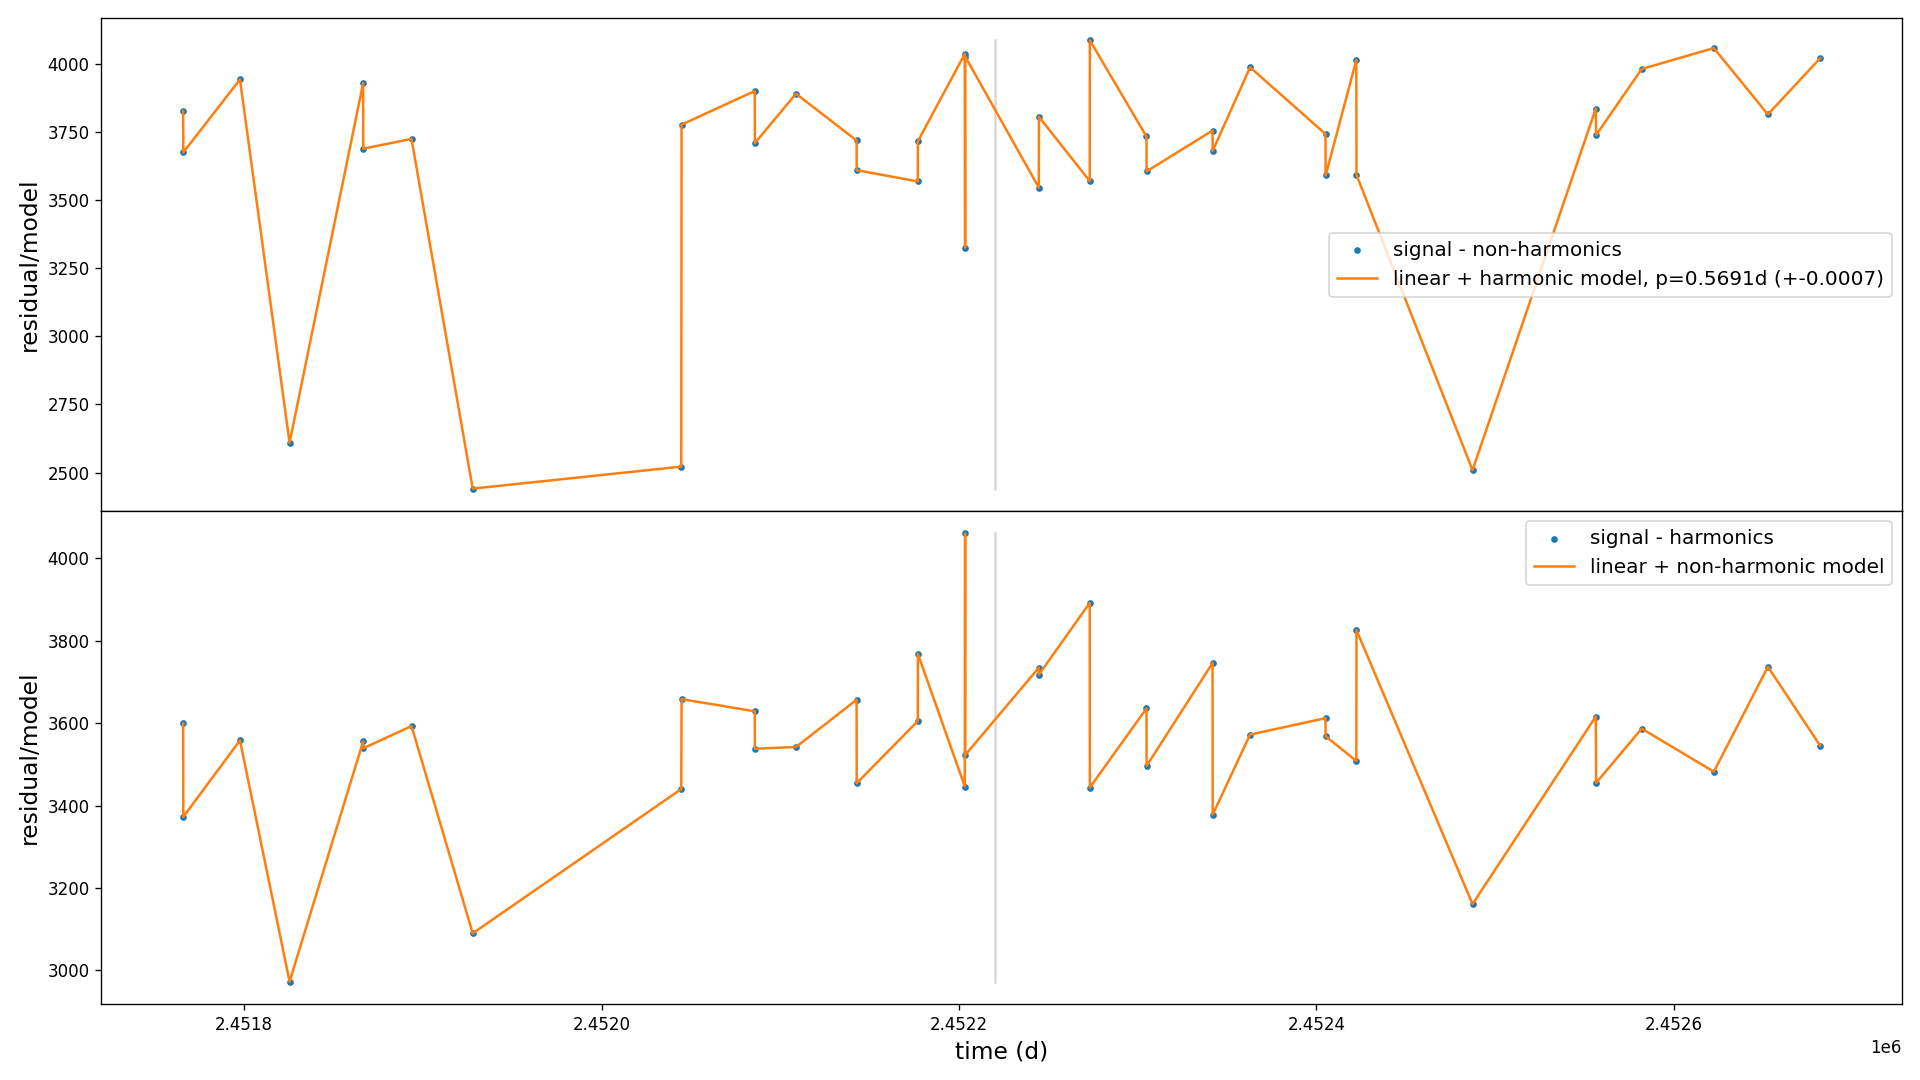 4000
3750
3500
3250
3000
2750
2500
residual/model
signal - non-harmonics
linear + harmonic model, p=0.5691d (+-0.0007)
4000
3800
3600
3400
3200
3000
residual/model
signal - harmonics
linear + non-harmonic model
2.4518 2.4520 2.4522 2.4524 2.4526
time (d)
1e6